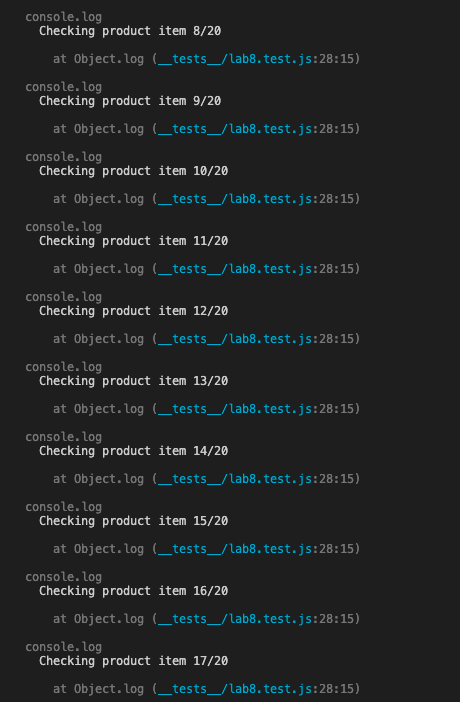 console.log
Checking product item 8/20
at Object.log (__tests__/lab8.test.js:28:15)
console.log
Checking product item 9/20
at Object.log (__tests__/lab8.test.js:28:15)
console.log
Checking product item 10/20
at Object.log (__tests__/lab8.test.js:28:15)
console.log
Checking product item 11/20
at Object.log (__tests__/lab8.test.js:28:15)
console.log
Checking product item 12/20
at Object.log (__tests__/lab8.test.js:28:15)
console.log
Checking product item 13/20
at Object.log (__tests__/lab8.test.js:28:15)
console.log
Checking product item 14/20
at Object.log (__tests__/lab8.test.js:28:15)
console.log
Checking product item 15/20
at Object.log (__tests__/lab8.test.js:28:15)
console.log
Checking product item 16/20
at Object.log (__tests__/lab8.test.js:28:15)
console.log
Checking product item 17/20
at Object.log (__tests__/lab8.test.js:28:15)